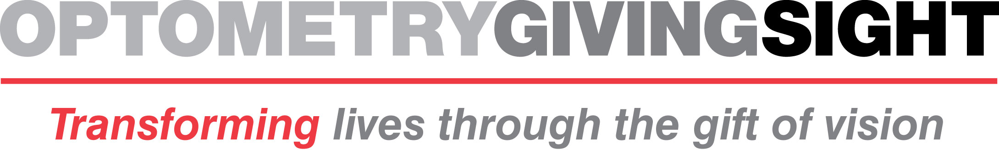 OPTOMETRYGIVINGSIGHT
Transforming lives through the gift of vision